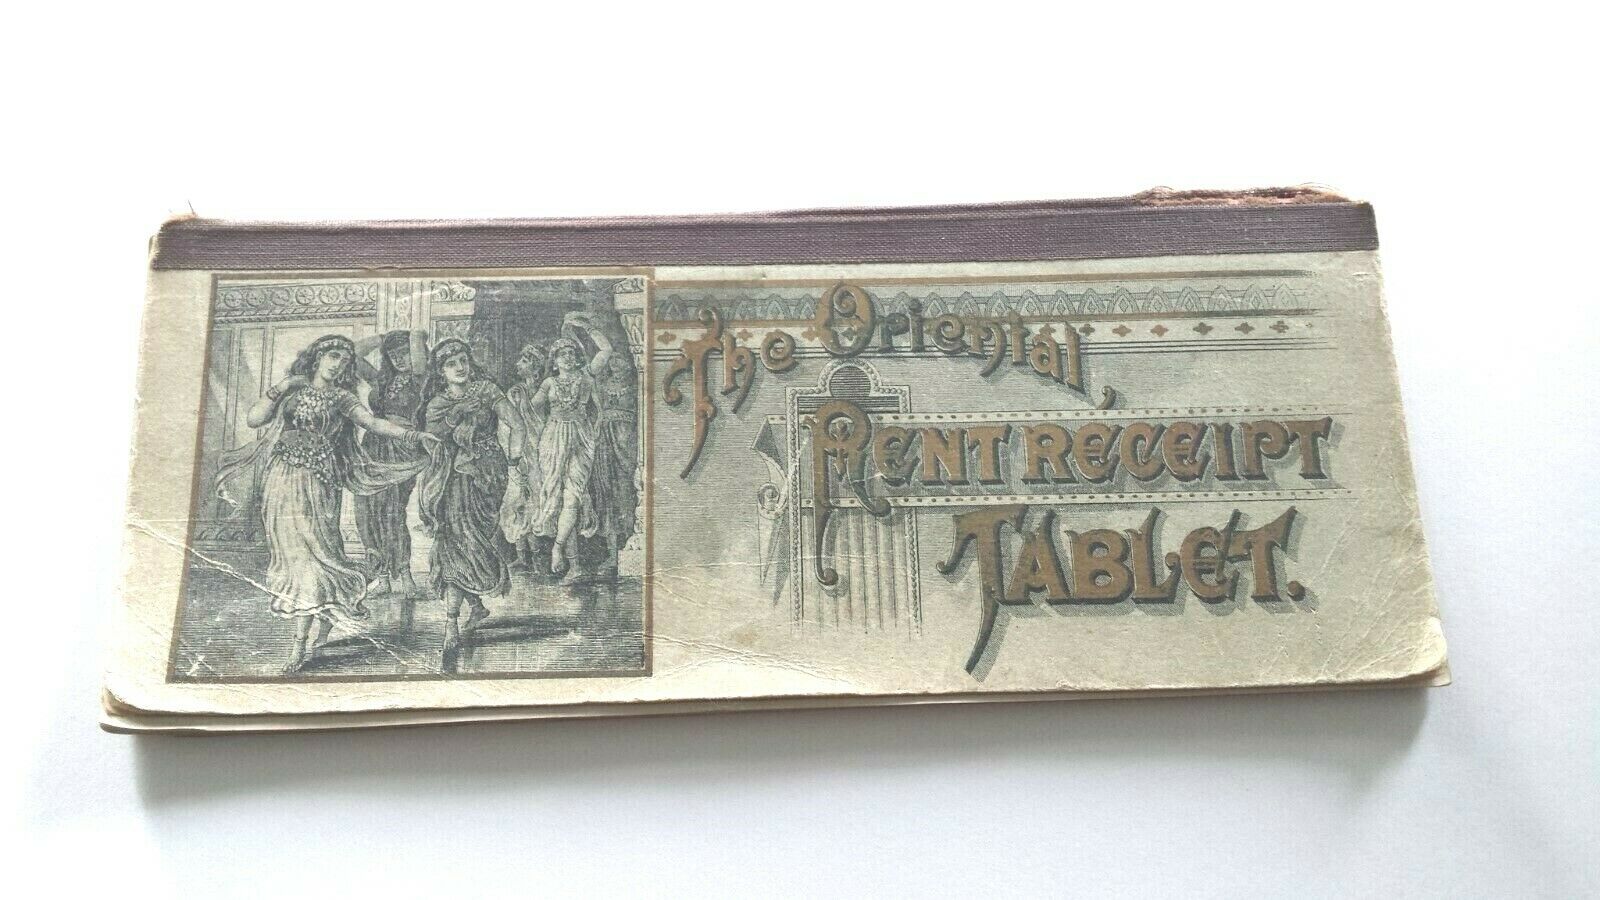 The Oriental
RENT RECEIPT
TABLET.